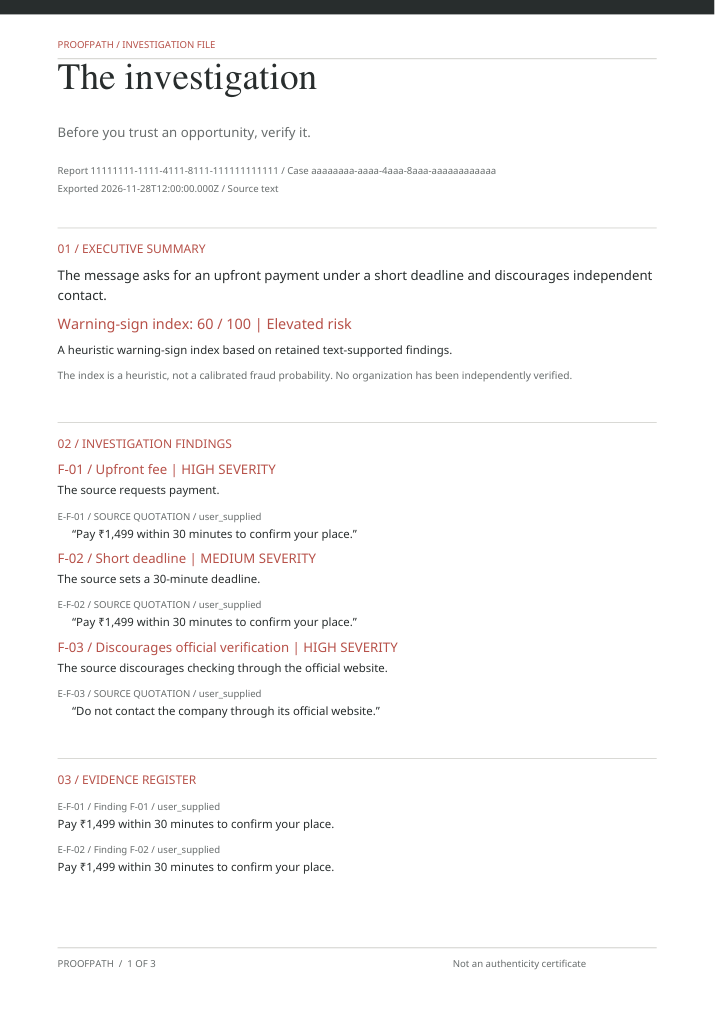 PROOFPATH / INVESTIGATION FILE
The investigation
Before you trust an opportunity, verify it.
Report 11111111-1111-4111-8111-111111111111 / Case aaaaaaaa-aaaa-4aaa-8aaa-aaaaaaaaaaaa
Exported 2026-11-28T12:00:00.000Z / Source text
01 / EXECUTIVE SUMMARY
The message asks for an upfront payment under a short deadline and discourages independent
contact.
Warning-sign index: 60 / 100 | Elevated risk
A heuristic warning-sign index based on retained text-supported findings.
The index is a heuristic, not a calibrated fraud probability. No organization has been independently verified.
02 / INVESTIGATION FINDINGS
F-01 / Upfront fee | HIGH SEVERITY
The source requests payment.
E-F-01 / SOURCE QUOTATION / user_supplied
“Pay ₹1,499 within 30 minutes to confirm your place.”
F-02 / Short deadline | MEDIUM SEVERITY
The source sets a 30-minute deadline.
E-F-02 / SOURCE QUOTATION / user_supplied
“Pay ₹1,499 within 30 minutes to confirm your place.”
F-03 / Discourages official verification | HIGH SEVERITY
The source discourages checking through the official website.
E-F-03 / SOURCE QUOTATION / user_supplied
“Do not contact the company through its official website.”
03 / EVIDENCE REGISTER
E-F-01 / Finding F-01 / user_supplied
Pay ₹1,499 within 30 minutes to confirm your place.
E-F-02 / Finding F-02 / user_supplied
Pay ₹1,499 within 30 minutes to confirm your place.
PROOFPATH / 1 OF 3
Not an authenticity certificate